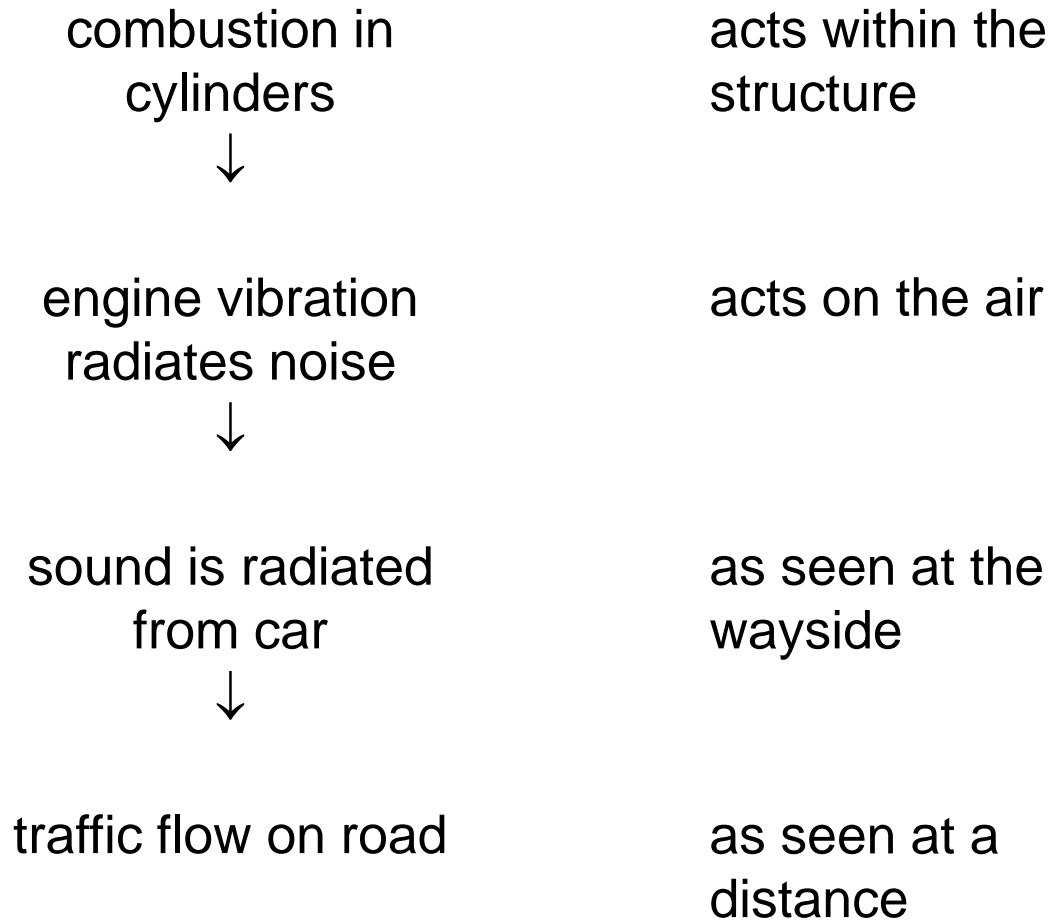 combustion in
cylinders
↓
acts within the
structure
engine vibration
radiates noise
↓
acts on the air
sound is radiated
from car
↓
as seen at the
wayside
traffic flow on road
as seen at a
distance